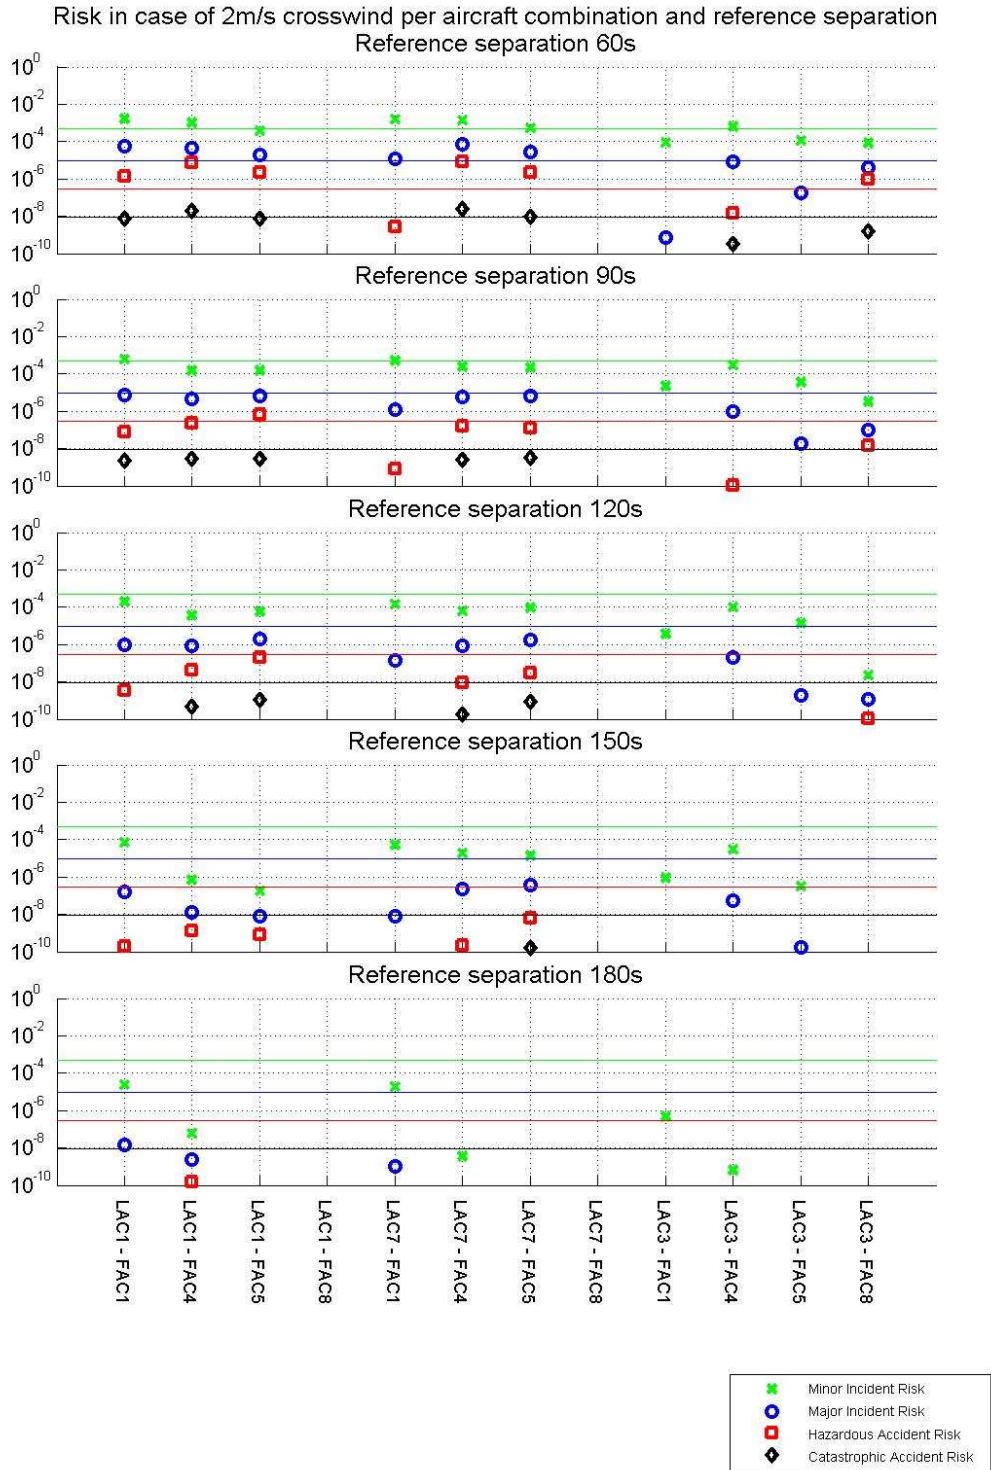 Risk in case of 2m/s crosswind per aircraft combination and reference separation
Reference separation 60s
10^0
10^-2
10^-4
10^-6
10^-8
10^-10
Reference separation 90s
10^0
10^-2
10^-4
10^-6
10^-8
10^-10
Reference separation 120s
10^0
10^-2
10^-4
10^-6
10^-8
10^-10
Reference separation 150s
10^0
10^-2
10^-4
10^-6
10^-8
10^-10
Reference separation 180s
10^0
10^-2
10^-4
10^-6
10^-8
10^-10
LAC1 - FAC1
LAC1 - FAC4
LAC1 - FAC5
LAC1 - FAC8
LAC7 - FAC1
LAC7 - FAC4
LAC7 - FAC5
LAC7 - FAC8
LAC3 - FAC1
LAC3 - FAC4
LAC3 - FAC5
LAC3 - FAC8
Minor Incident Risk
Major Incident Risk
Hazardous Accident Risk
Catastrophic Accident Risk